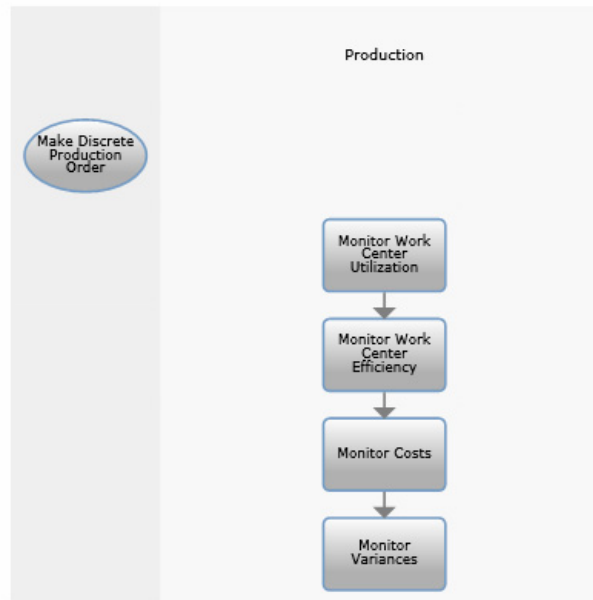 Production
Make Discrete
Production
Order
Monitor Work
Center
Utilization
Monitor Work
Center
Efficiency
Monitor Costs
Monitor
Variances